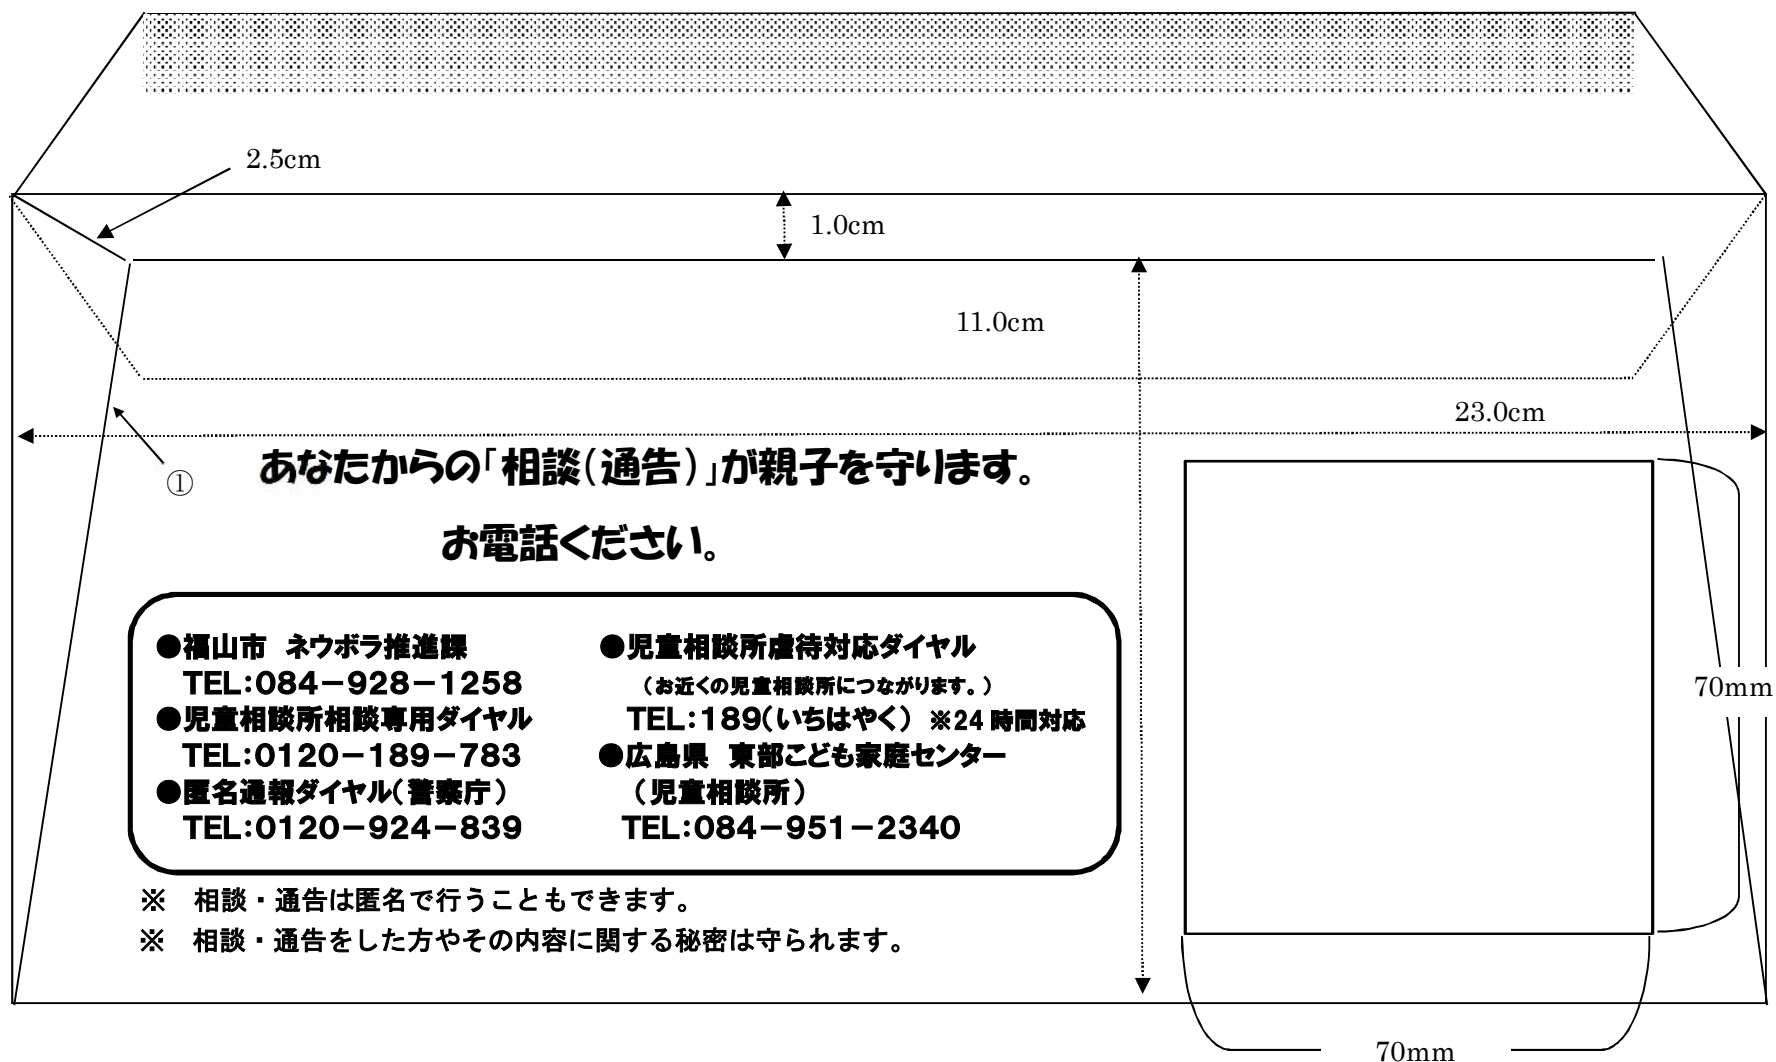 2.5cm
1.0cm
11.0cm
23.0cm
①
あなたからの「相談(通告)」が親子を守ります。
お電話ください。
●福山市 ネウボラ推進課
TEL:084-928-1258
●児童相談所相談専用ダイヤル
TEL:0120-189-783
●匿名通報ダイヤル(警察庁)
TEL:0120-924-839
●児童相談所虐待対応ダイヤル
(お近くの児童相談所につながります。)
TEL:189(いちはやく) ※24時間対応
●広島県 東部こども家庭センター
(児童相談所)
TEL:084-951-2340
※ 相談・通告は匿名で行うこともできます。
※ 相談・通告をした方やその内容に関する秘密は守られます。
70mm
70mm